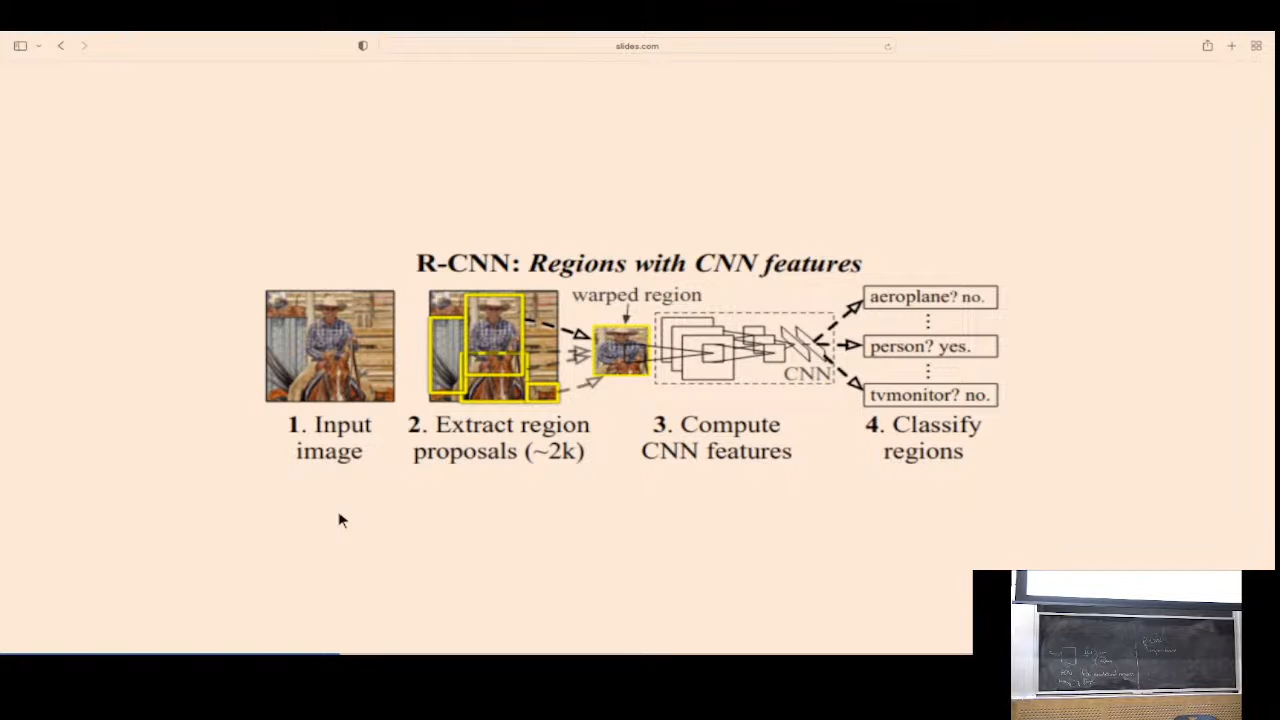 slides.com
R-CNN: Regions with CNN features
warped region
aeroplane? no.
person? yes.
CNN
tvmonitor? no.
1. Input
image
2. Extract region
proposals (~2k)
3. Compute
CNN features
4. Classify
regions